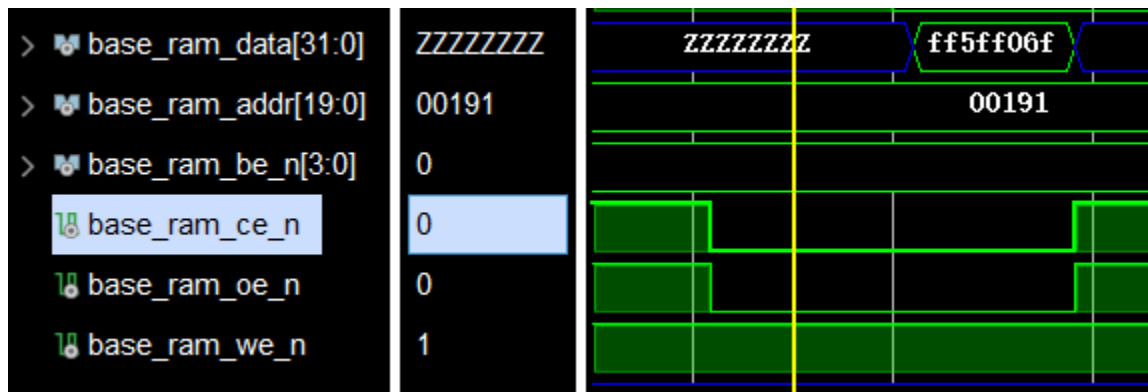 base_ram_data[31:0] ZZZZZZZZ ZZZZZZZZ ff5ff06f
base_ram_addr[19:0] 00191 00191
base_ram_be_n[3:0] 0
base_ram_ce_n 0
base_ram_oe_n 0
base_ram_we_n 1